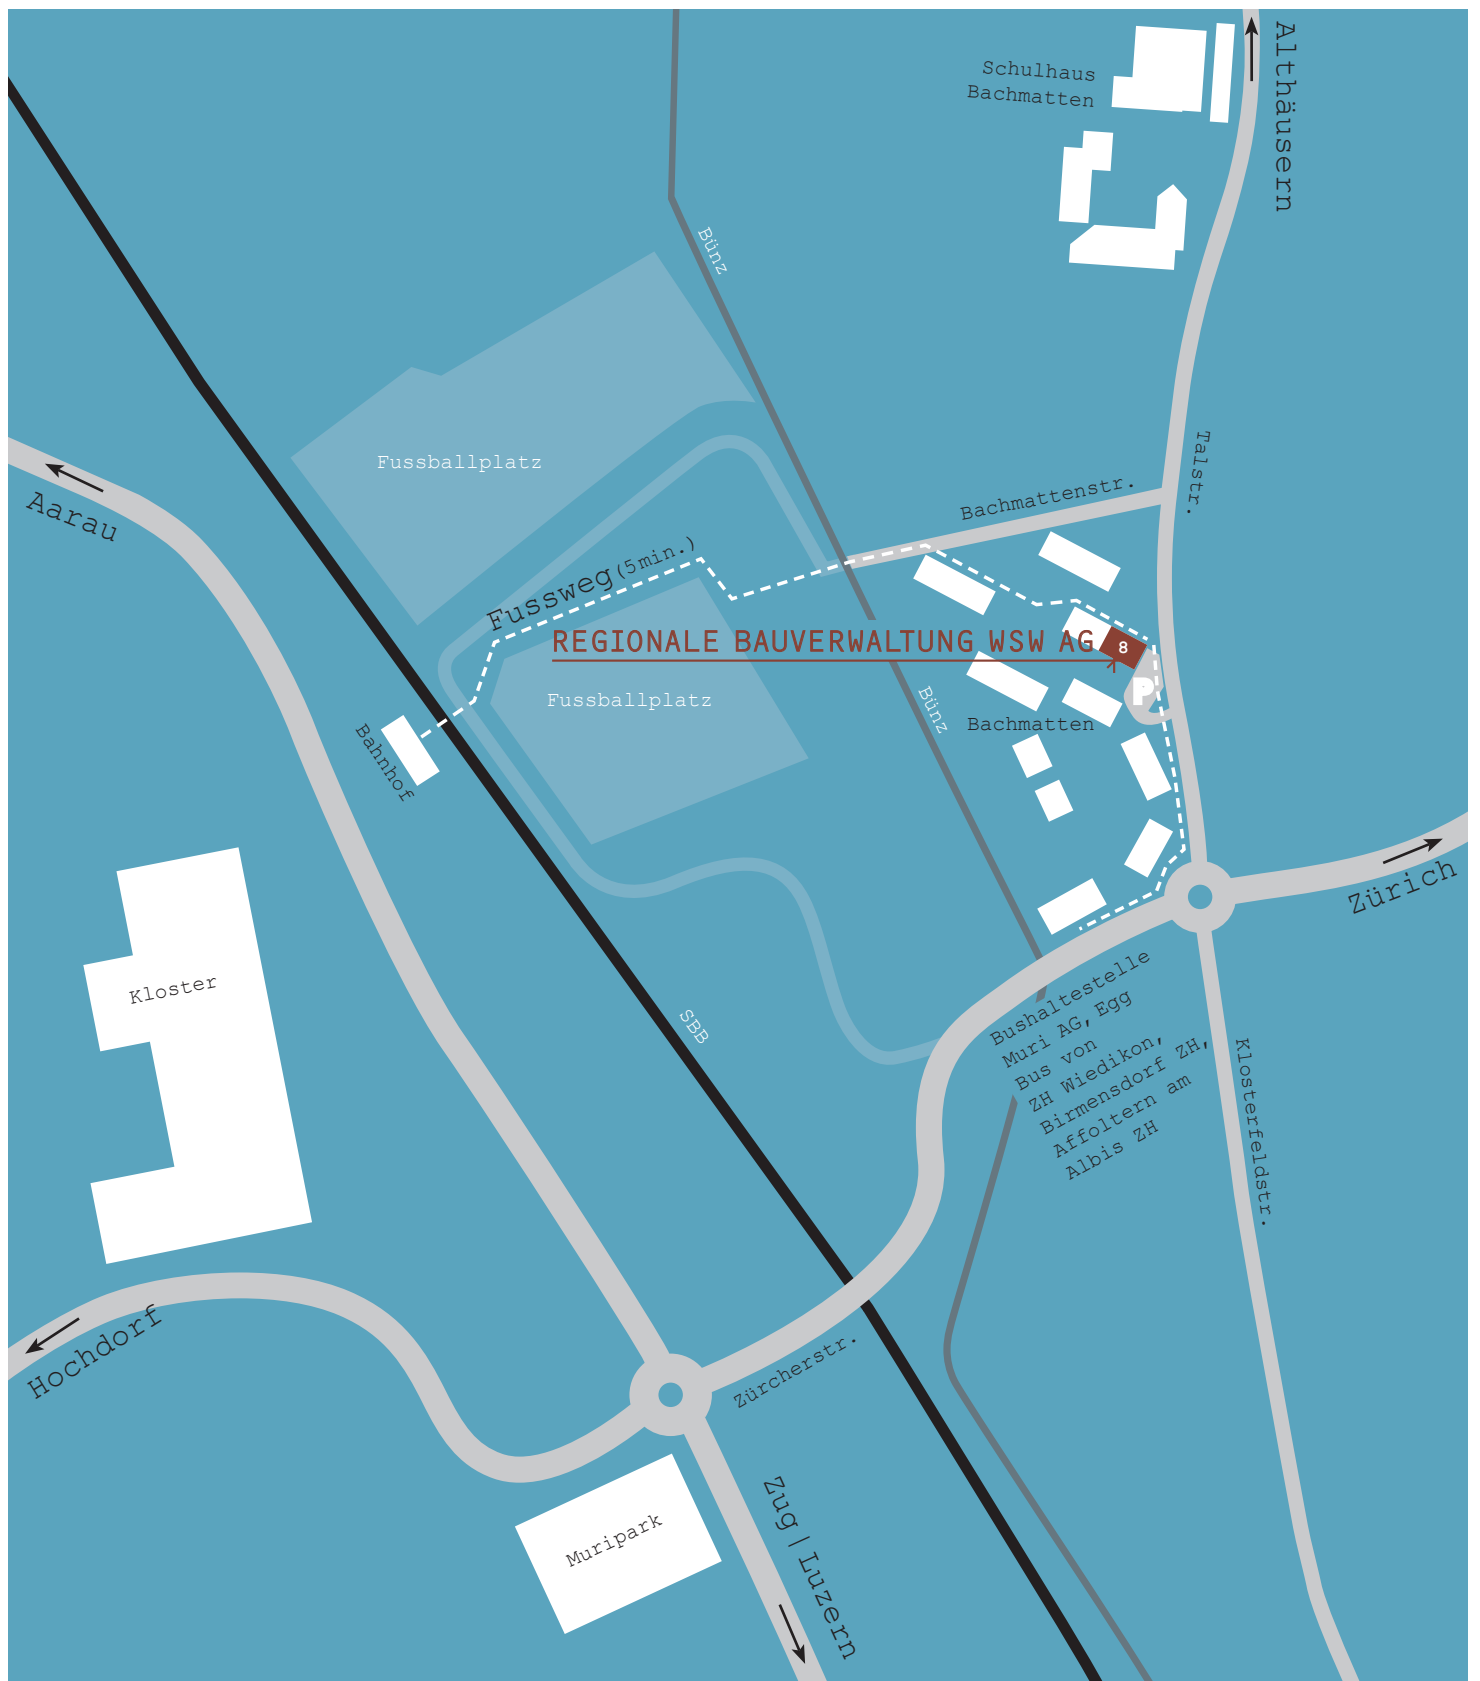 Schulhaus
Bachmatten
Althäusern
Bünz
Fussballplatz
Talstr.
Bachmattenstr.
Aarau
Fussweg (5min.)
REGIONALE BAUVERWALTUNG WSW AG
8
P
Fussballplatz
Bünz
Bachmatten
Bahnhof
Zürich
Kloster
SBB
Bushaltestelle
Muri AG, Egg
Bus von
ZH Wiedikon,
Birmensdorf ZH,
Affoltern am
Albis ZH
Klosterfeldstr.
Hochdorf
Zürcherstr.
Muripark
Zug | Luzern